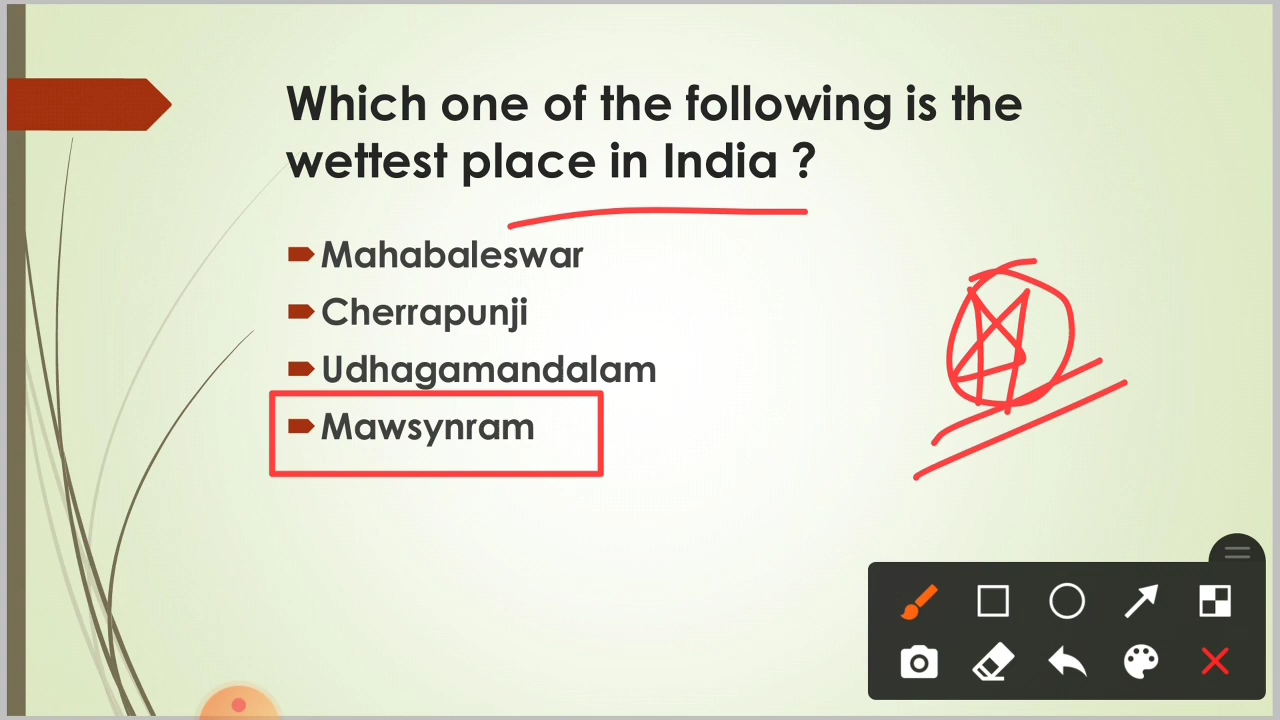 Which one of the following is the
wettest place in India ?
Mahabaleswar
Cherrapunji
Udhagamandalam
Mawsynram